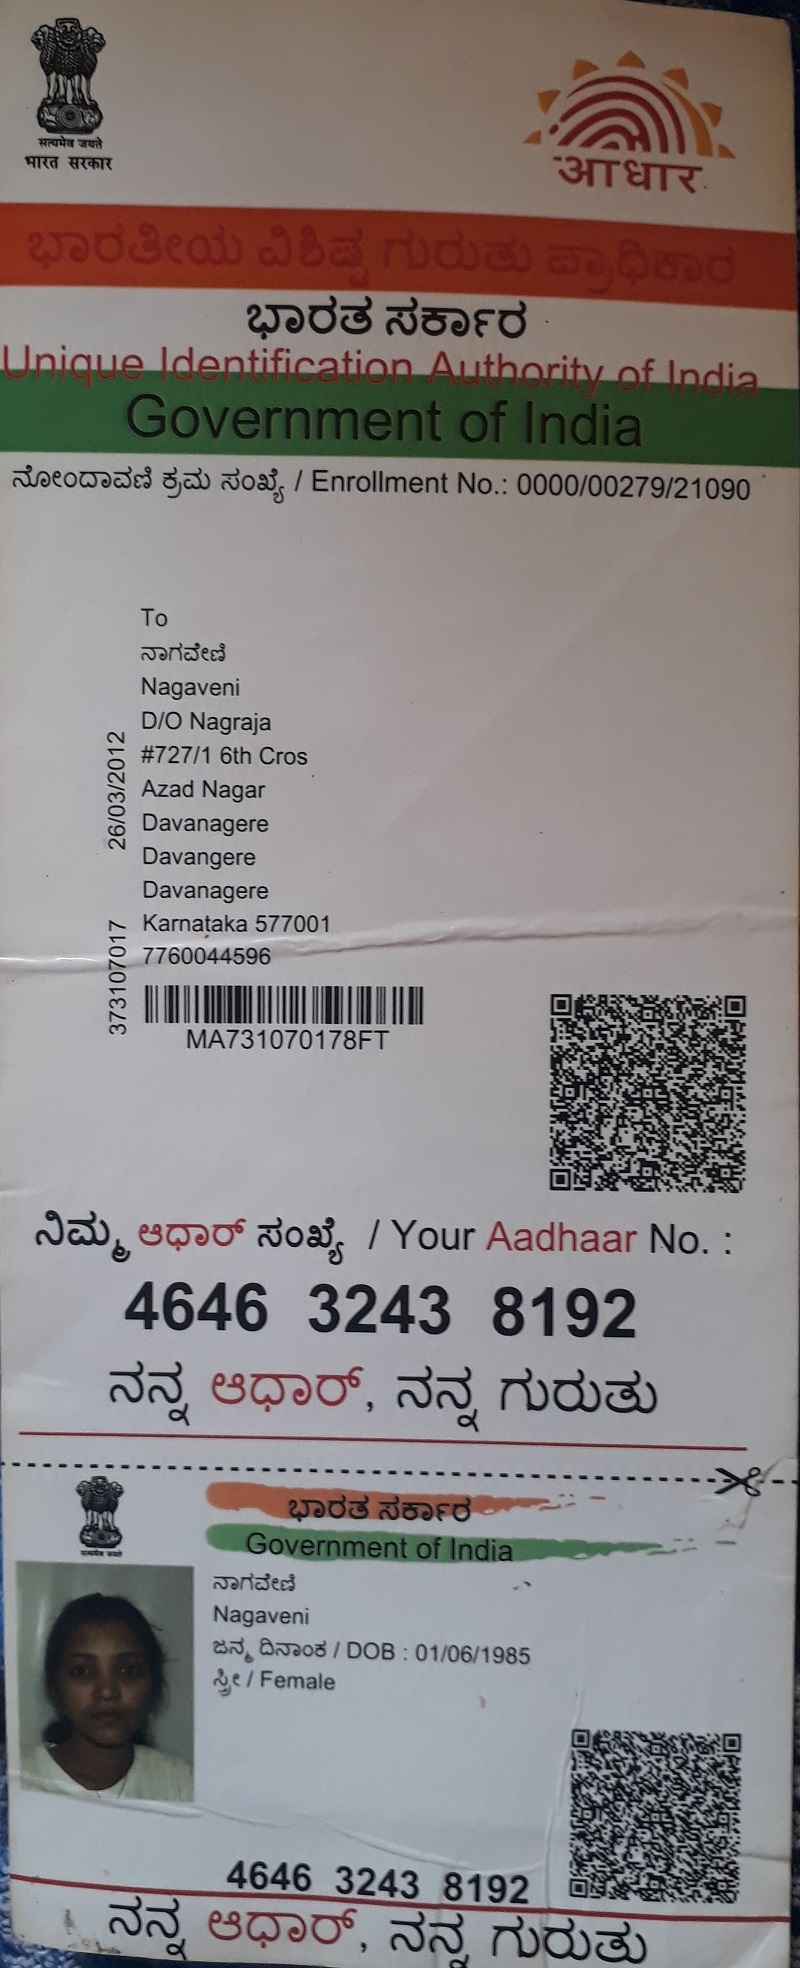 सत्यमेव जयते
भारत सरकार
आधार
ಭಾರತೀಯ ವಿಶಿಷ್ಟ ಗುರುತು ಪ್ರಾಧಿಕಾರ
ಭಾರತ ಸರ್ಕಾರ
Unique Identification Authority of India
Government of India
ನೋಂದಾವಣಿ ಕ್ರಮ ಸಂಖ್ಯೆ / Enrollment No.: 0000/00279/21090
To
ನಾಗವೇಣಿ
Nagaveni
D/O Nagraja
#727/1 6th Cros
Azad Nagar
Davanagere
Davangere
Davanagere
Karnataka 577001
7760044596
373107017 26/03/2012
MA731070178FT
ನಿಮ್ಮ ಆಧಾರ್ ಸಂಖ್ಯೆ / Your Aadhaar No. :
4646 3243 8192
ನನ್ನ ಆಧಾರ್, ನನ್ನ ಗುರುತು
ಭಾರತ ಸರ್ಕಾರ
सत्यमेव जयते
Government of India
ನಾಗವೇಣಿ
Nagaveni
ಜನ್ಮ ದಿನಾಂಕ / DOB : 01/06/1985
ಸ್ತ್ರೀ / Female
4646 3243 8192
ನನ್ನ ಆಧಾರ್, ನನ್ನ ಗುರುತು